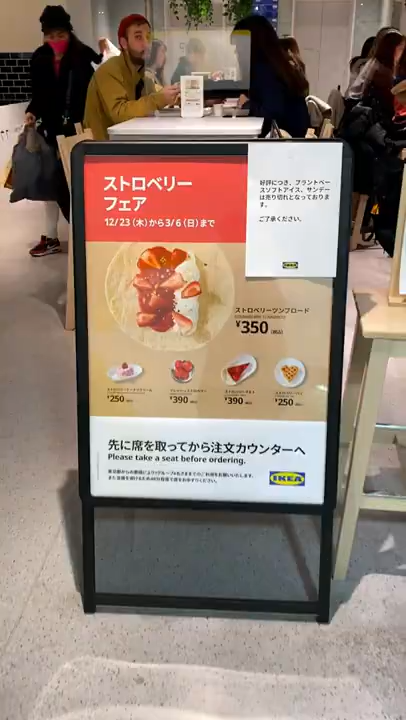 ストロベリー
フェア
12/23（木）から3/6（日）まで
好評につき、プラントベー
スソフトアイス、サンデー
は売り切れとなっておりま
す。
ご了承ください。
IKEA
ストロベリーツンブロード
¥350（税込）
¥250
¥390
¥390
¥250
先に席を取ってから注文カウンターへ
Please take a seat before ordering.
IKEA